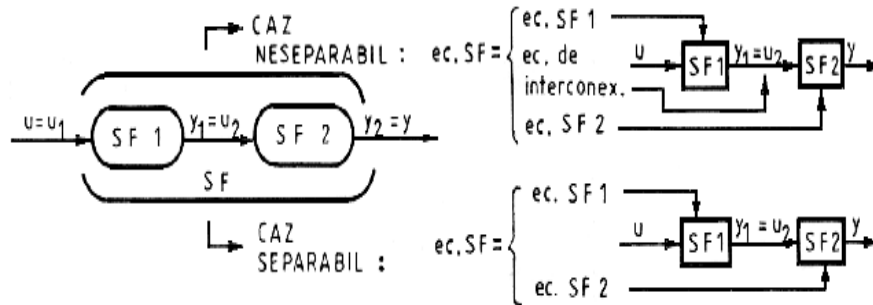 CAZ
NESEPARABIL :
ec, SF =
ec, SF 1
u
ec, de
interconex.
ec, SF 2
SF1
y₁=u₂
SF2
y
u=u₁
SF 1
y₁=u₂
SF 2
y₂=y
SF
CAZ
SEPARABIL :
ec, SF=
ec. SF1
u
ec. SF 2
SF1
y₁=u₂
SF2
y